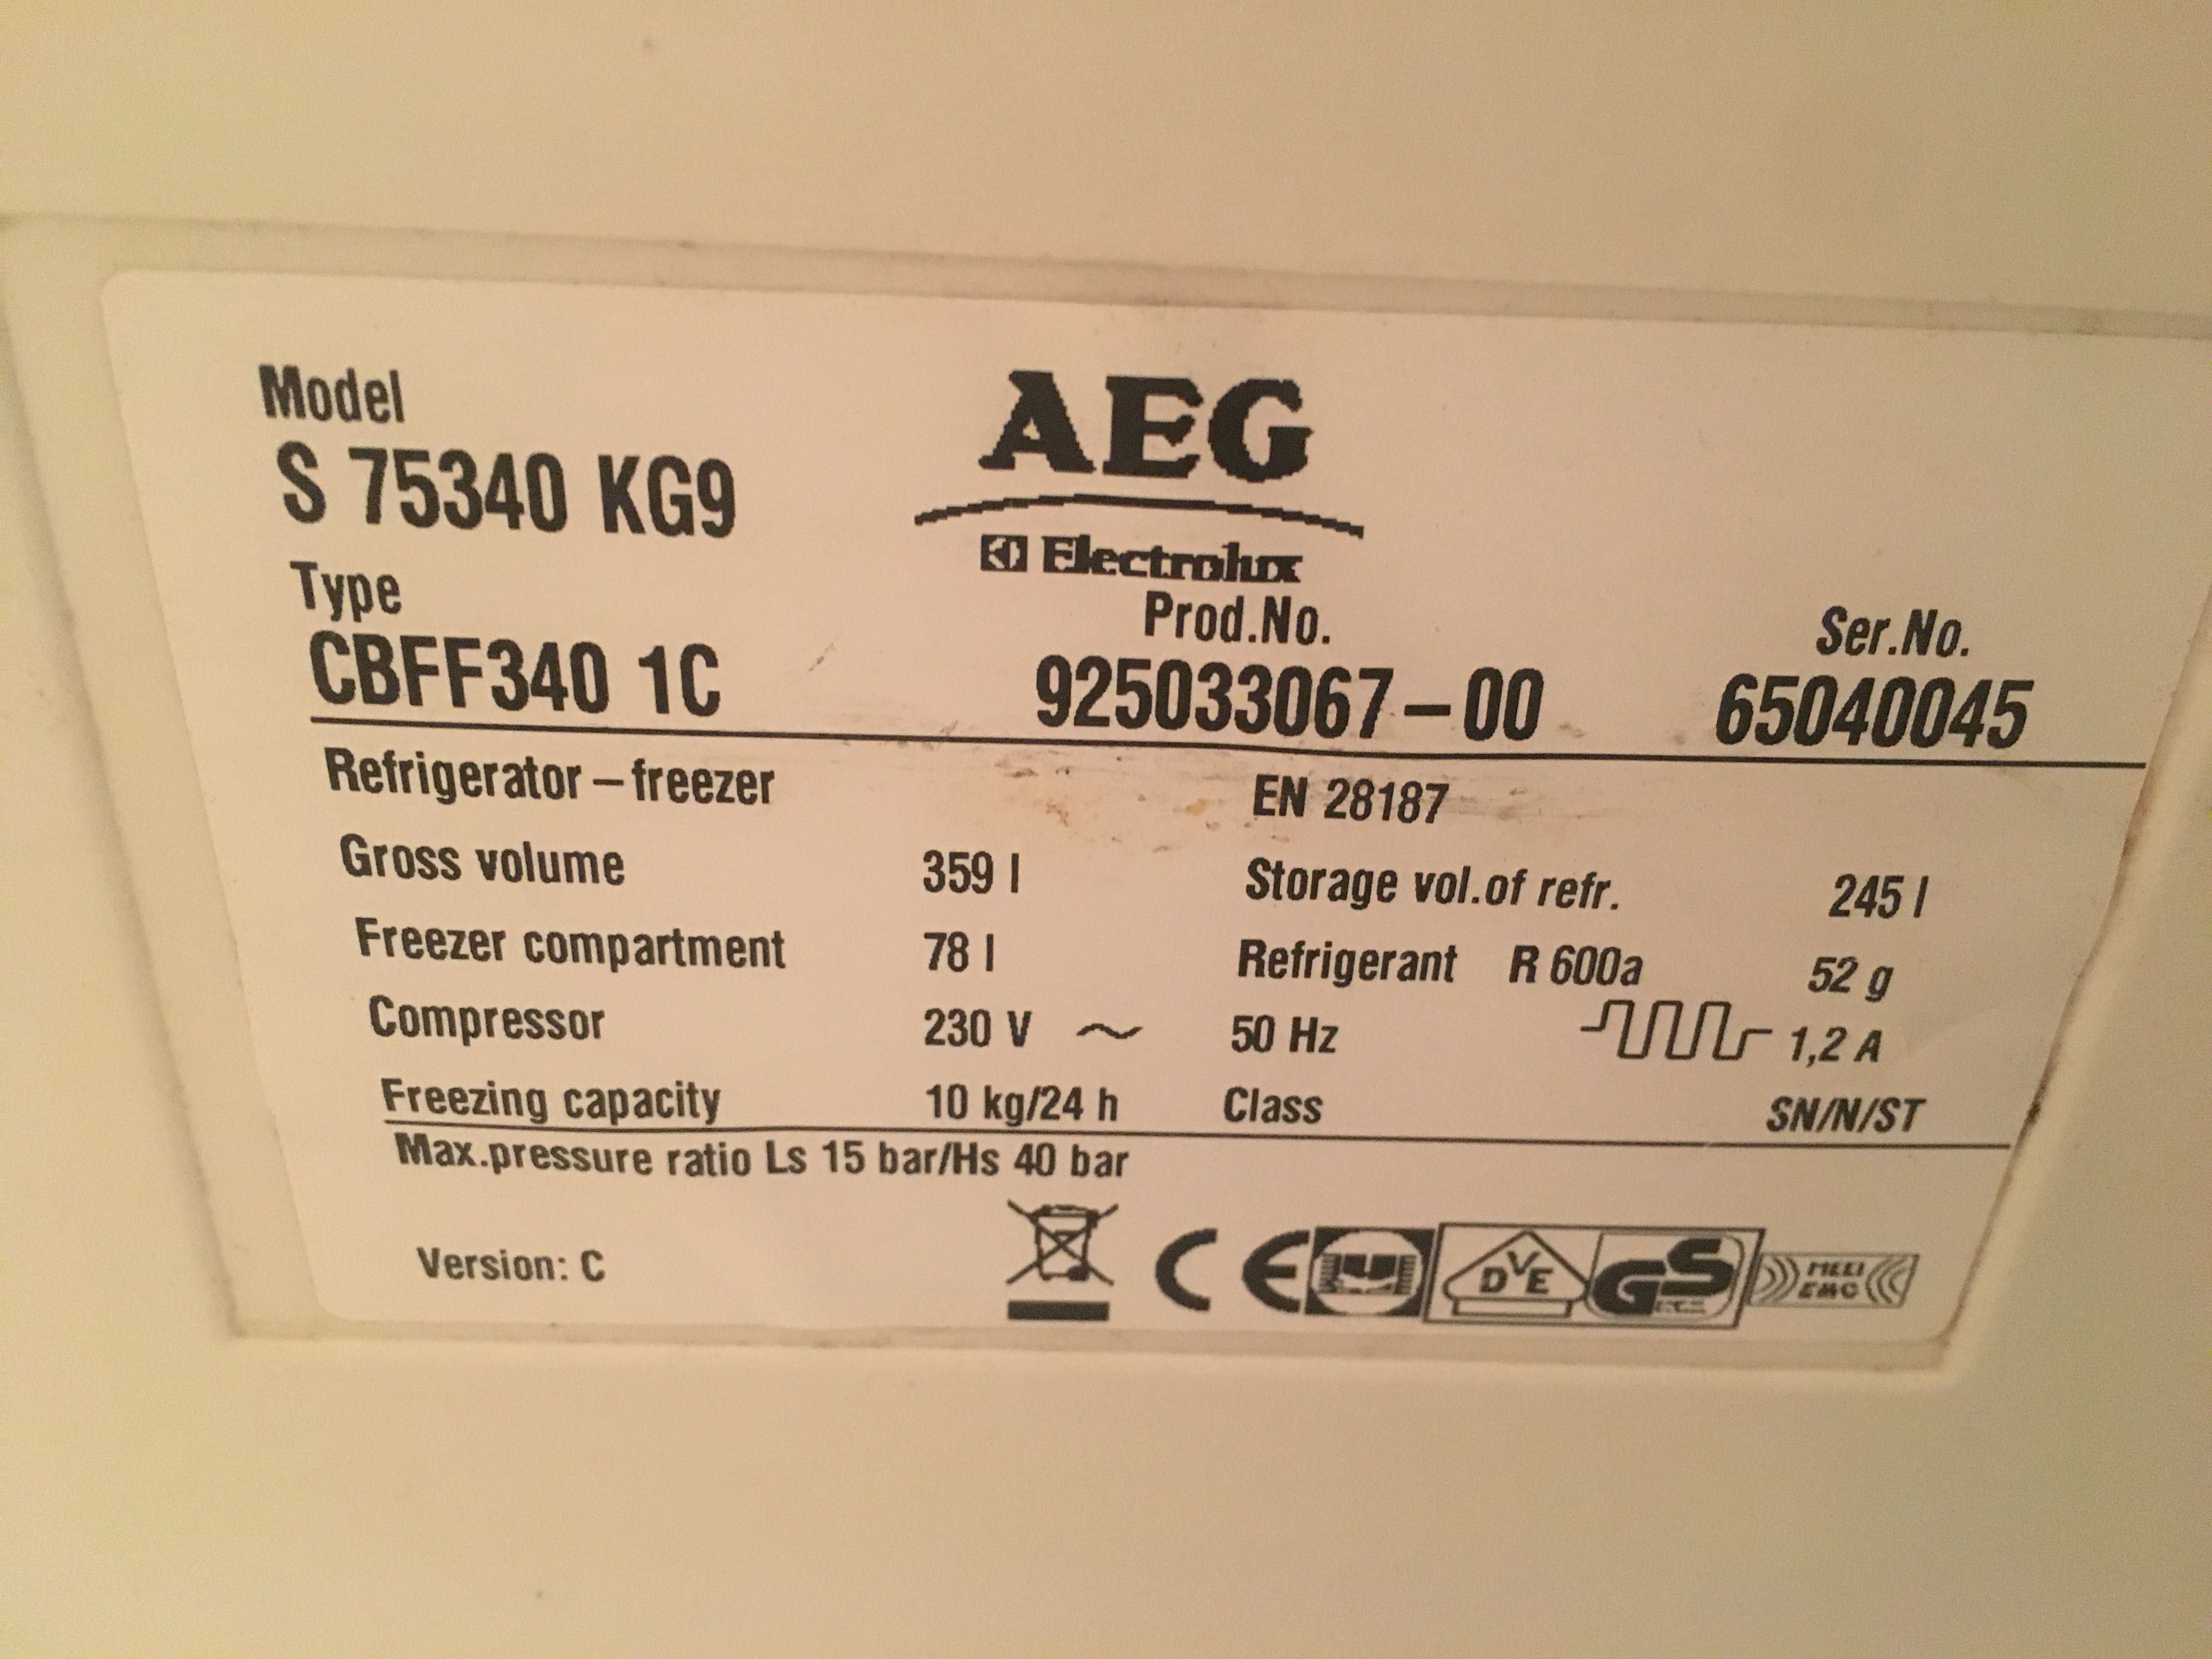 Model
S 75340 KG9
AEG
Electrolux
Type
CBFF340 1C
Prod.No.
925033067-00
Ser.No.
65040045
Refrigerator-freezer EN 28187
Gross volume 359 l Storage vol.of refr. 245 l
Freezer compartment 78 l Refrigerant R 600a 52 g
Compressor 230 V ~ 50 Hz 1,2 A
Freezing capacity 10 kg/24 h Class SN/N/ST
Max.pressure ratio Ls 15 bar/Hs 40 bar
Version: C
CE DVE GS EMC